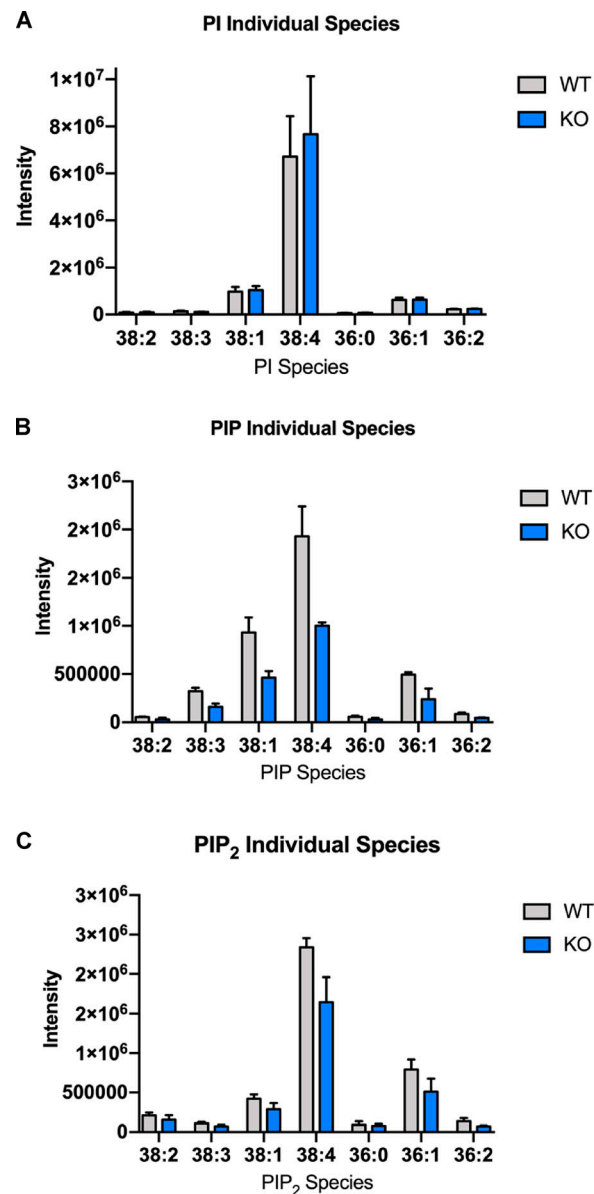 A
PI Individual Species
1×10⁷
8×10⁶
6×10⁶
4×10⁶
2×10⁶
0
Intensity
38:2 38:3 38:1 38:4 36:0 36:1 36:2
PI Species
WT
KO
B
PIP Individual Species
3×10⁶
2×10⁶
2×10⁶
1×10⁶
500000
0
Intensity
38:2 38:3 38:1 38:4 36:0 36:1 36:2
PIP Species
WT
KO
C
PIP₂ Individual Species
3×10⁶
3×10⁶
2×10⁶
2×10⁶
1×10⁶
500000
0
Intensity
38:2 38:3 38:1 38:4 36:0 36:1 36:2
PIP₂ Species
WT
KO